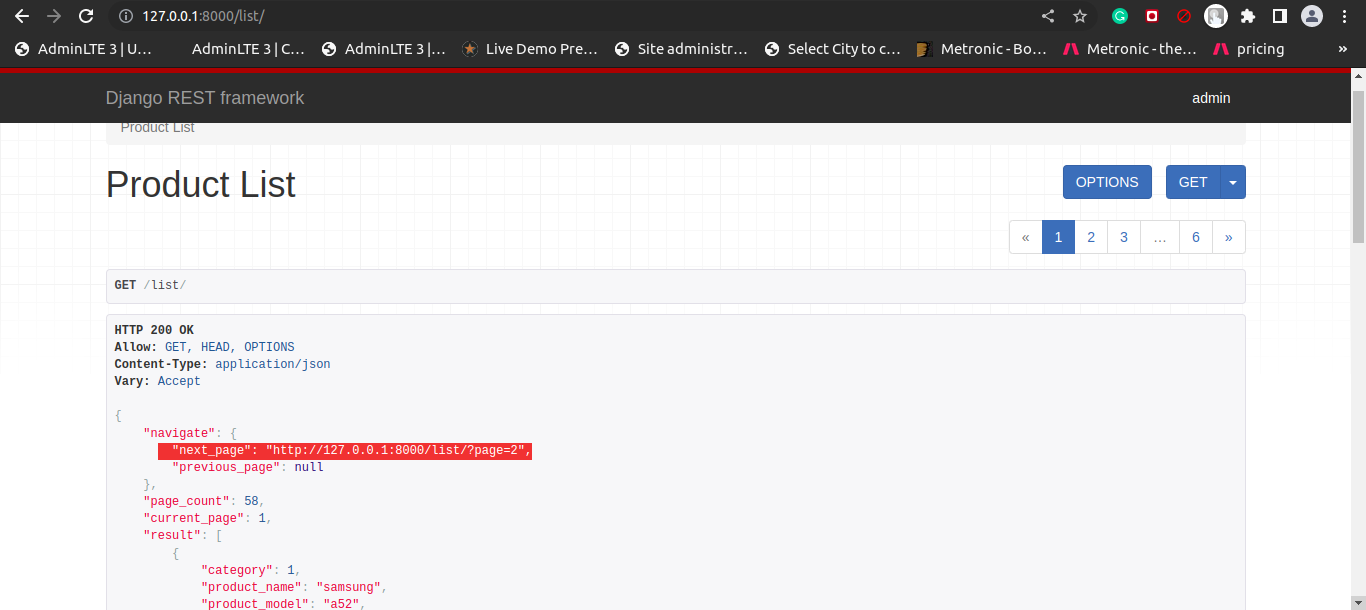 127.0.0.1:8000/list/
AdminLTE 3 | U... AdminLTE 3 | C... AdminLTE 3 |... Live Demo Pre... Site administr... Select City to c... Metronic - Bo... Metronic - the... pricing »
Django REST framework admin
Product List
Product List OPTIONS GET
« 1 2 3 ... 6 »
GET /list/
HTTP 200 OK
Allow: GET, HEAD, OPTIONS
Content-Type: application/json
Vary: Accept
{
"navigate": {
"next_page": "http://127.0.0.1:8000/list/?page=2",
"previous_page": null
},
"page_count": 58,
"current_page": 1,
"result": [
{
"category": 1,
"product_name": "samsung",
"product_model": "a52",